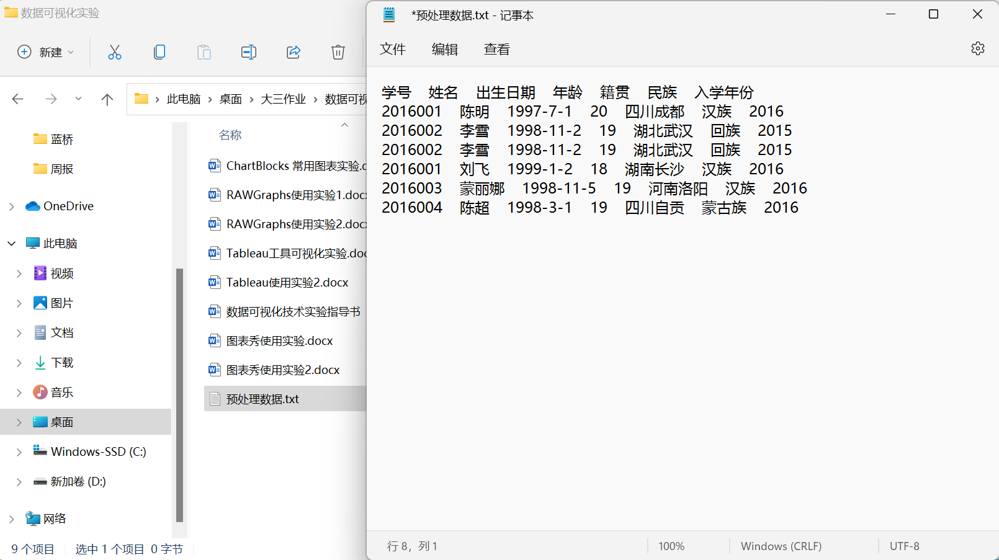 数据可视化实验
新建
此电脑 > 桌面 > 大三作业 > 数据可视
蓝桥
周报
OneDrive
此电脑
视频
图片
文档
下载
音乐
桌面
Windows-SSD (C:)
新加卷 (D:)
网络
名称
ChartBlocks 常用图表实验.d
RAWGraphs使用实验1.docx
RAWGraphs使用实验2.docx
Tableau工具可视化实验.doc
Tableau使用实验2.docx
数据可视化技术实验指导书
图表秀使用实验.docx
图表秀使用实验2.docx
预处理数据.txt
9 个项目 选中 1 个项目 0 字节
*预处理数据.txt - 记事本
文件 编辑 查看
学号 姓名 出生日期 年龄 籍贯 民族 入学年份
2016001 陈明 1997-7-1 20 四川成都 汉族 2016
2016002 李雪 1998-11-2 19 湖北武汉 回族 2015
2016002 李雪 1998-11-2 19 湖北武汉 回族 2015
2016001 刘飞 1999-1-2 18 湖南长沙 汉族 2016
2016003 蒙丽娜 1998-11-5 19 河南洛阳 汉族 2016
2016004 陈超 1998-3-1 19 四川自贡 蒙古族 2016
行 8，列 1 100% Windows (CRLF) UTF-8